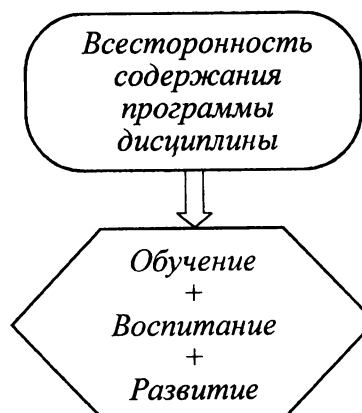 Всесторонность
содержания
программы
дисциплины
Обучение
+
Воспитание
+
Развитие